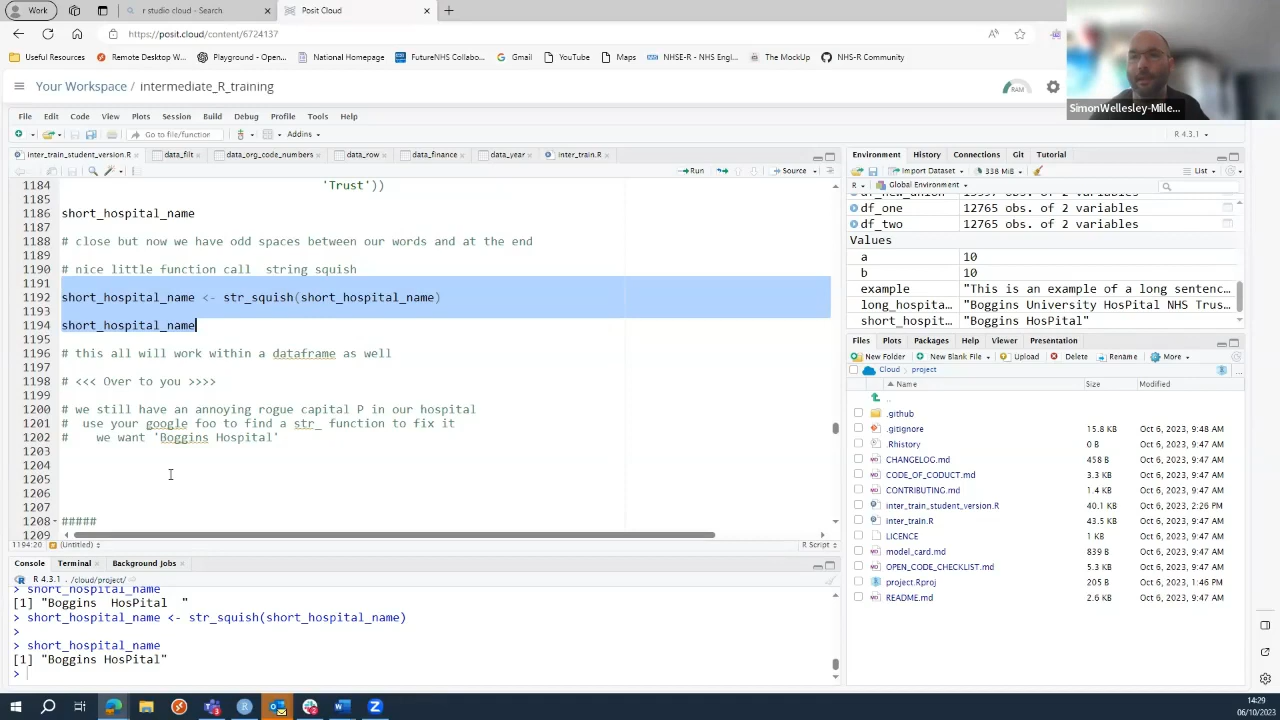 Work
r studio cloud - Search
Posit Cloud
https://posit.cloud/content/6724137
Useful Resources
Remote Desktop W...
Playground - Open...
National Homepage
FutureNHS Collabo...
Gmail
YouTube
Maps
NHSE-R - NHS Engl...
The MockUp
NHS-R Community
SimonWellesley-Mille...
Your Workspace / intermediate_R_training
RAM
File Edit Code View Plots Session Build Debug Profile Tools Help
Go to file/function
Addins
R 4.3.1
inter_train_student_version.R
data_filt
data_org_code_numbers
data_row
data_finance
data_year
inter_train.R
Run
Source
1184 'Trust'))
1185
1186 short_hospital_name
1187
1188 # close but now we have odd spaces between our words and at the end
1189
1190 # nice little function call  string squish
1191
1192 short_hospital_name <- str_squish(short_hospital_name)
1193
1194 short_hospital_name
1195
1196 # this all will work within a dataframe as well
1197
1198 # <<< Over to you >>>>
1199
1200 # we still have an annoying rogue capital P in our hospital
1201 #  use your google foo to find a str_ function to fix it
1202 #    we want 'Boggins Hospital'
1203
1204
1205
1206
1207
1208 #####
1209
1194:20 (Untitled) R Script
Console Terminal Background Jobs
R 4.3.1 . /cloud/project/
> short_hospital_name
[1] "Boggins  HosPital  "
> short_hospital_name <- str_squish(short_hospital_name)
>
> short_hospital_name
[1] "Boggins HosPital"
>
Environment History Connections Git Tutorial
Import Dataset 338 MiB List
R Global Environment
df_one 12765 obs. of 2 variables
df_two 12765 obs. of 2 variables
Values
a 10
b 10
example "This is an example of a long sentenc...
long_hospita... "Boggins University HosPital NHS Trus...
short_hospit... "Boggins HosPital"
Files Plots Packages Help Viewer Presentation
New Folder New Blank File Upload Delete Rename More
Cloud project ...
Name Size Modified
..
.github
.gitignore 15.8 KB Oct 6, 2023, 9:48 AM
.Rhistory 0 B Oct 6, 2023, 9:47 AM
CHANGELOG.md 458 B Oct 6, 2023, 9:47 AM
CODE_OF_CODUCT.md 3.3 KB Oct 6, 2023, 9:47 AM
CONTRIBUTING.md 1.4 KB Oct 6, 2023, 9:47 AM
inter_train_student_version.R 40.1 KB Oct 6, 2023, 2:26 PM
inter_train.R 43.5 KB Oct 6, 2023, 9:47 AM
LICENCE 1 KB Oct 6, 2023, 9:47 AM
model_card.md 839 B Oct 6, 2023, 9:47 AM
OPEN_CODE_CHECKLIST.md 5.3 KB Oct 6, 2023, 9:47 AM
project.Rproj 205 B Oct 6, 2023, 1:46 PM
README.md 2.6 KB Oct 6, 2023, 9:47 AM
14:29
06/10/2023